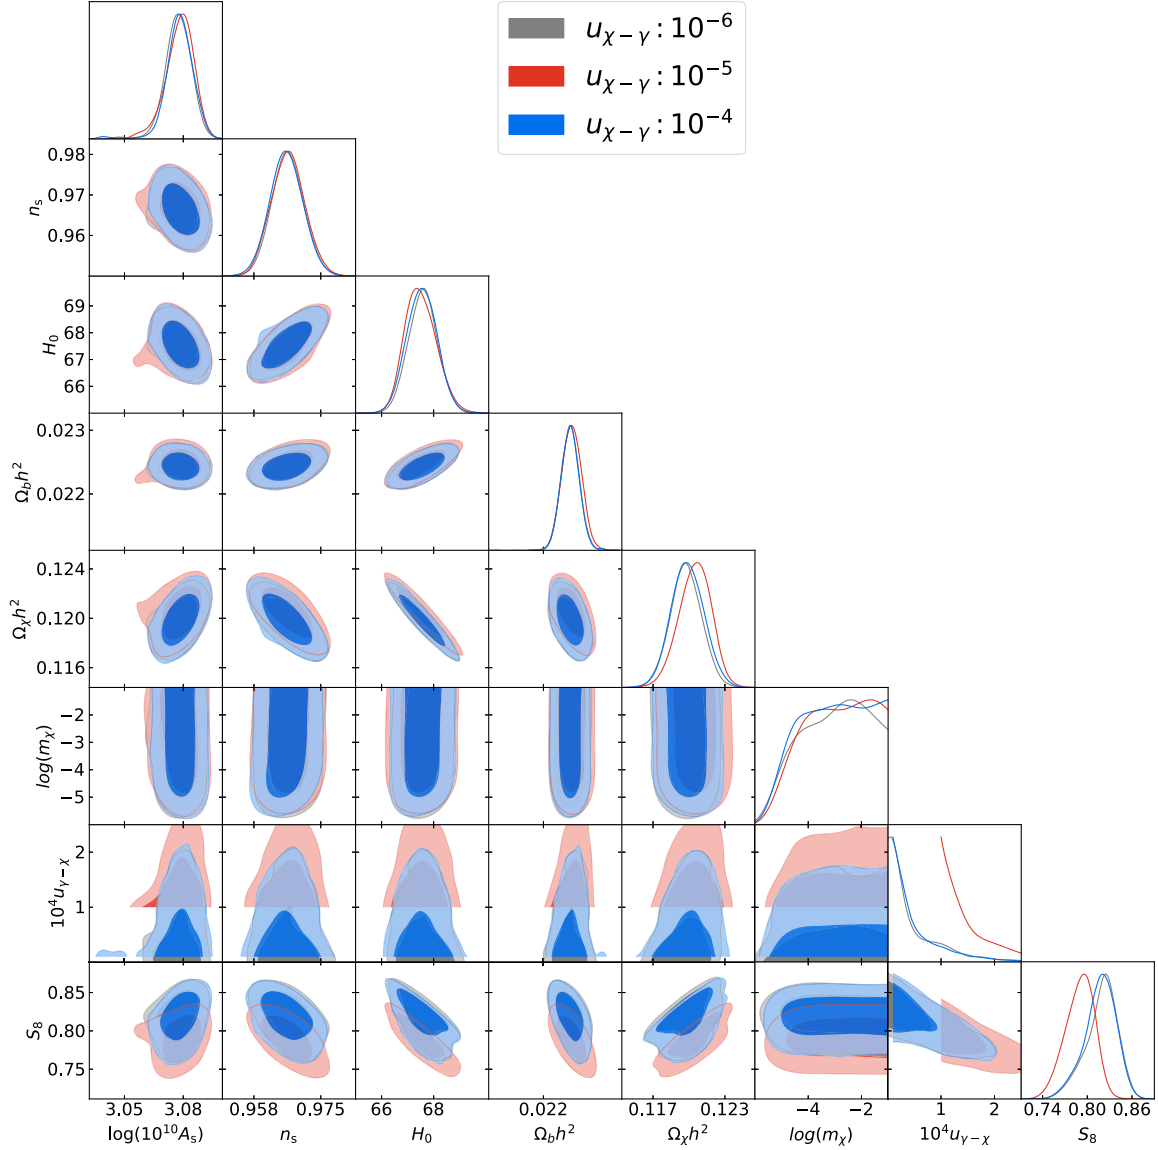 u_{χ−γ} : 10^{−6}
u_{χ−γ} : 10^{−5}
u_{χ−γ} : 10^{−4}
0.98
0.97
0.96
n_s
69
68
67
66
H_0
0.023
0.022
Ω_b h^2
0.124
0.120
0.116
Ω_χ h^2
−2
−3
−4
−5
log(m_χ)
2
1
10^4 u_{γ−χ}
0.85
0.80
0.75
S_8
3.05 3.08 0.958 0.975 66 68 0.022 0.117 0.123 −4 −2 1 2 0.74 0.80 0.86
log(10^{10}A_s) n_s H_0 Ω_b h^2 Ω_χ h^2 log(m_χ) 10^4 u_{γ−χ} S_8